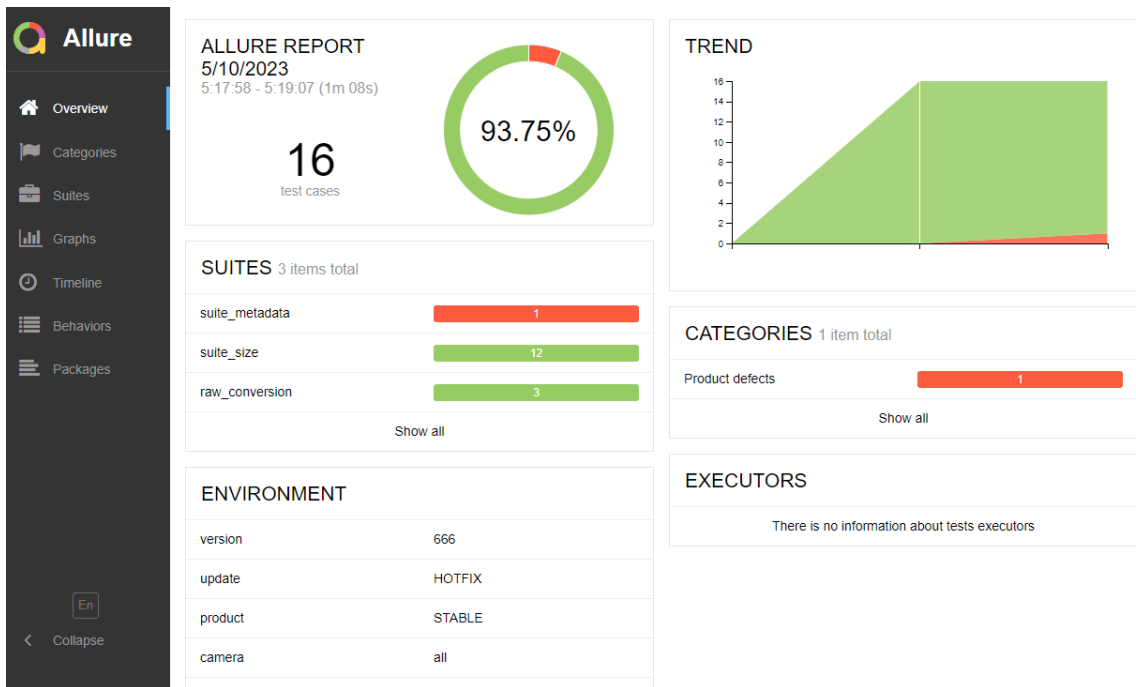 Allure
Overview
Categories
Suites
Graphs
Timeline
Behaviors
Packages
En
Collapse
ALLURE REPORT
5/10/2023
5:17:58 - 5:19:07 (1m 08s)
16
test cases
93.75%
SUITES 3 items total
suite_metadata 1
suite_size 12
raw_conversion 3
Show all
ENVIRONMENT
version 666
update HOTFIX
product STABLE
camera all
TREND
16
14
12
10
8
6
4
2
0
CATEGORIES 1 item total
Product defects 1
Show all
EXECUTORS
There is no information about tests executors